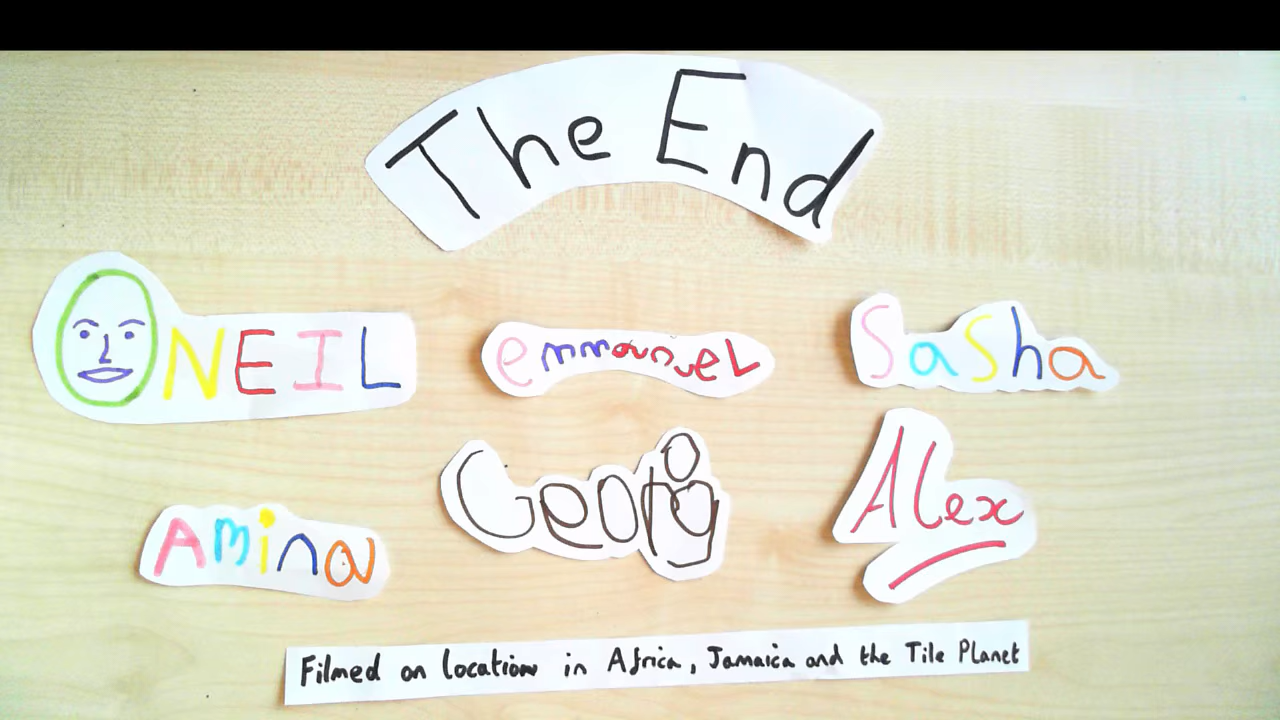 The End
ONEIL
emmanuel
Sasha
Amina
Alex
Filmed on location in Africa, Jamaica and the Tile Planet